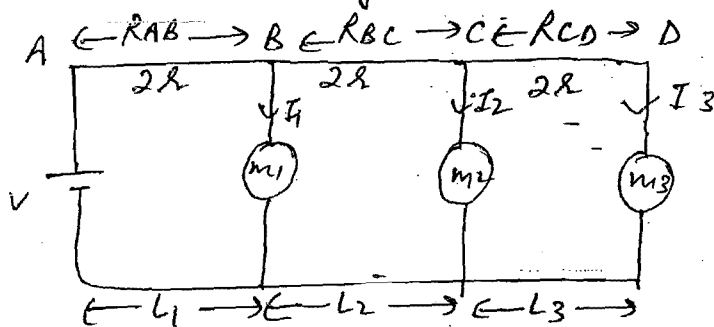 A RAB B RBC C RCD D
2Ω 2Ω 2Ω
I1 I2 I3
V m1 m2 m3
L1 L2 L3